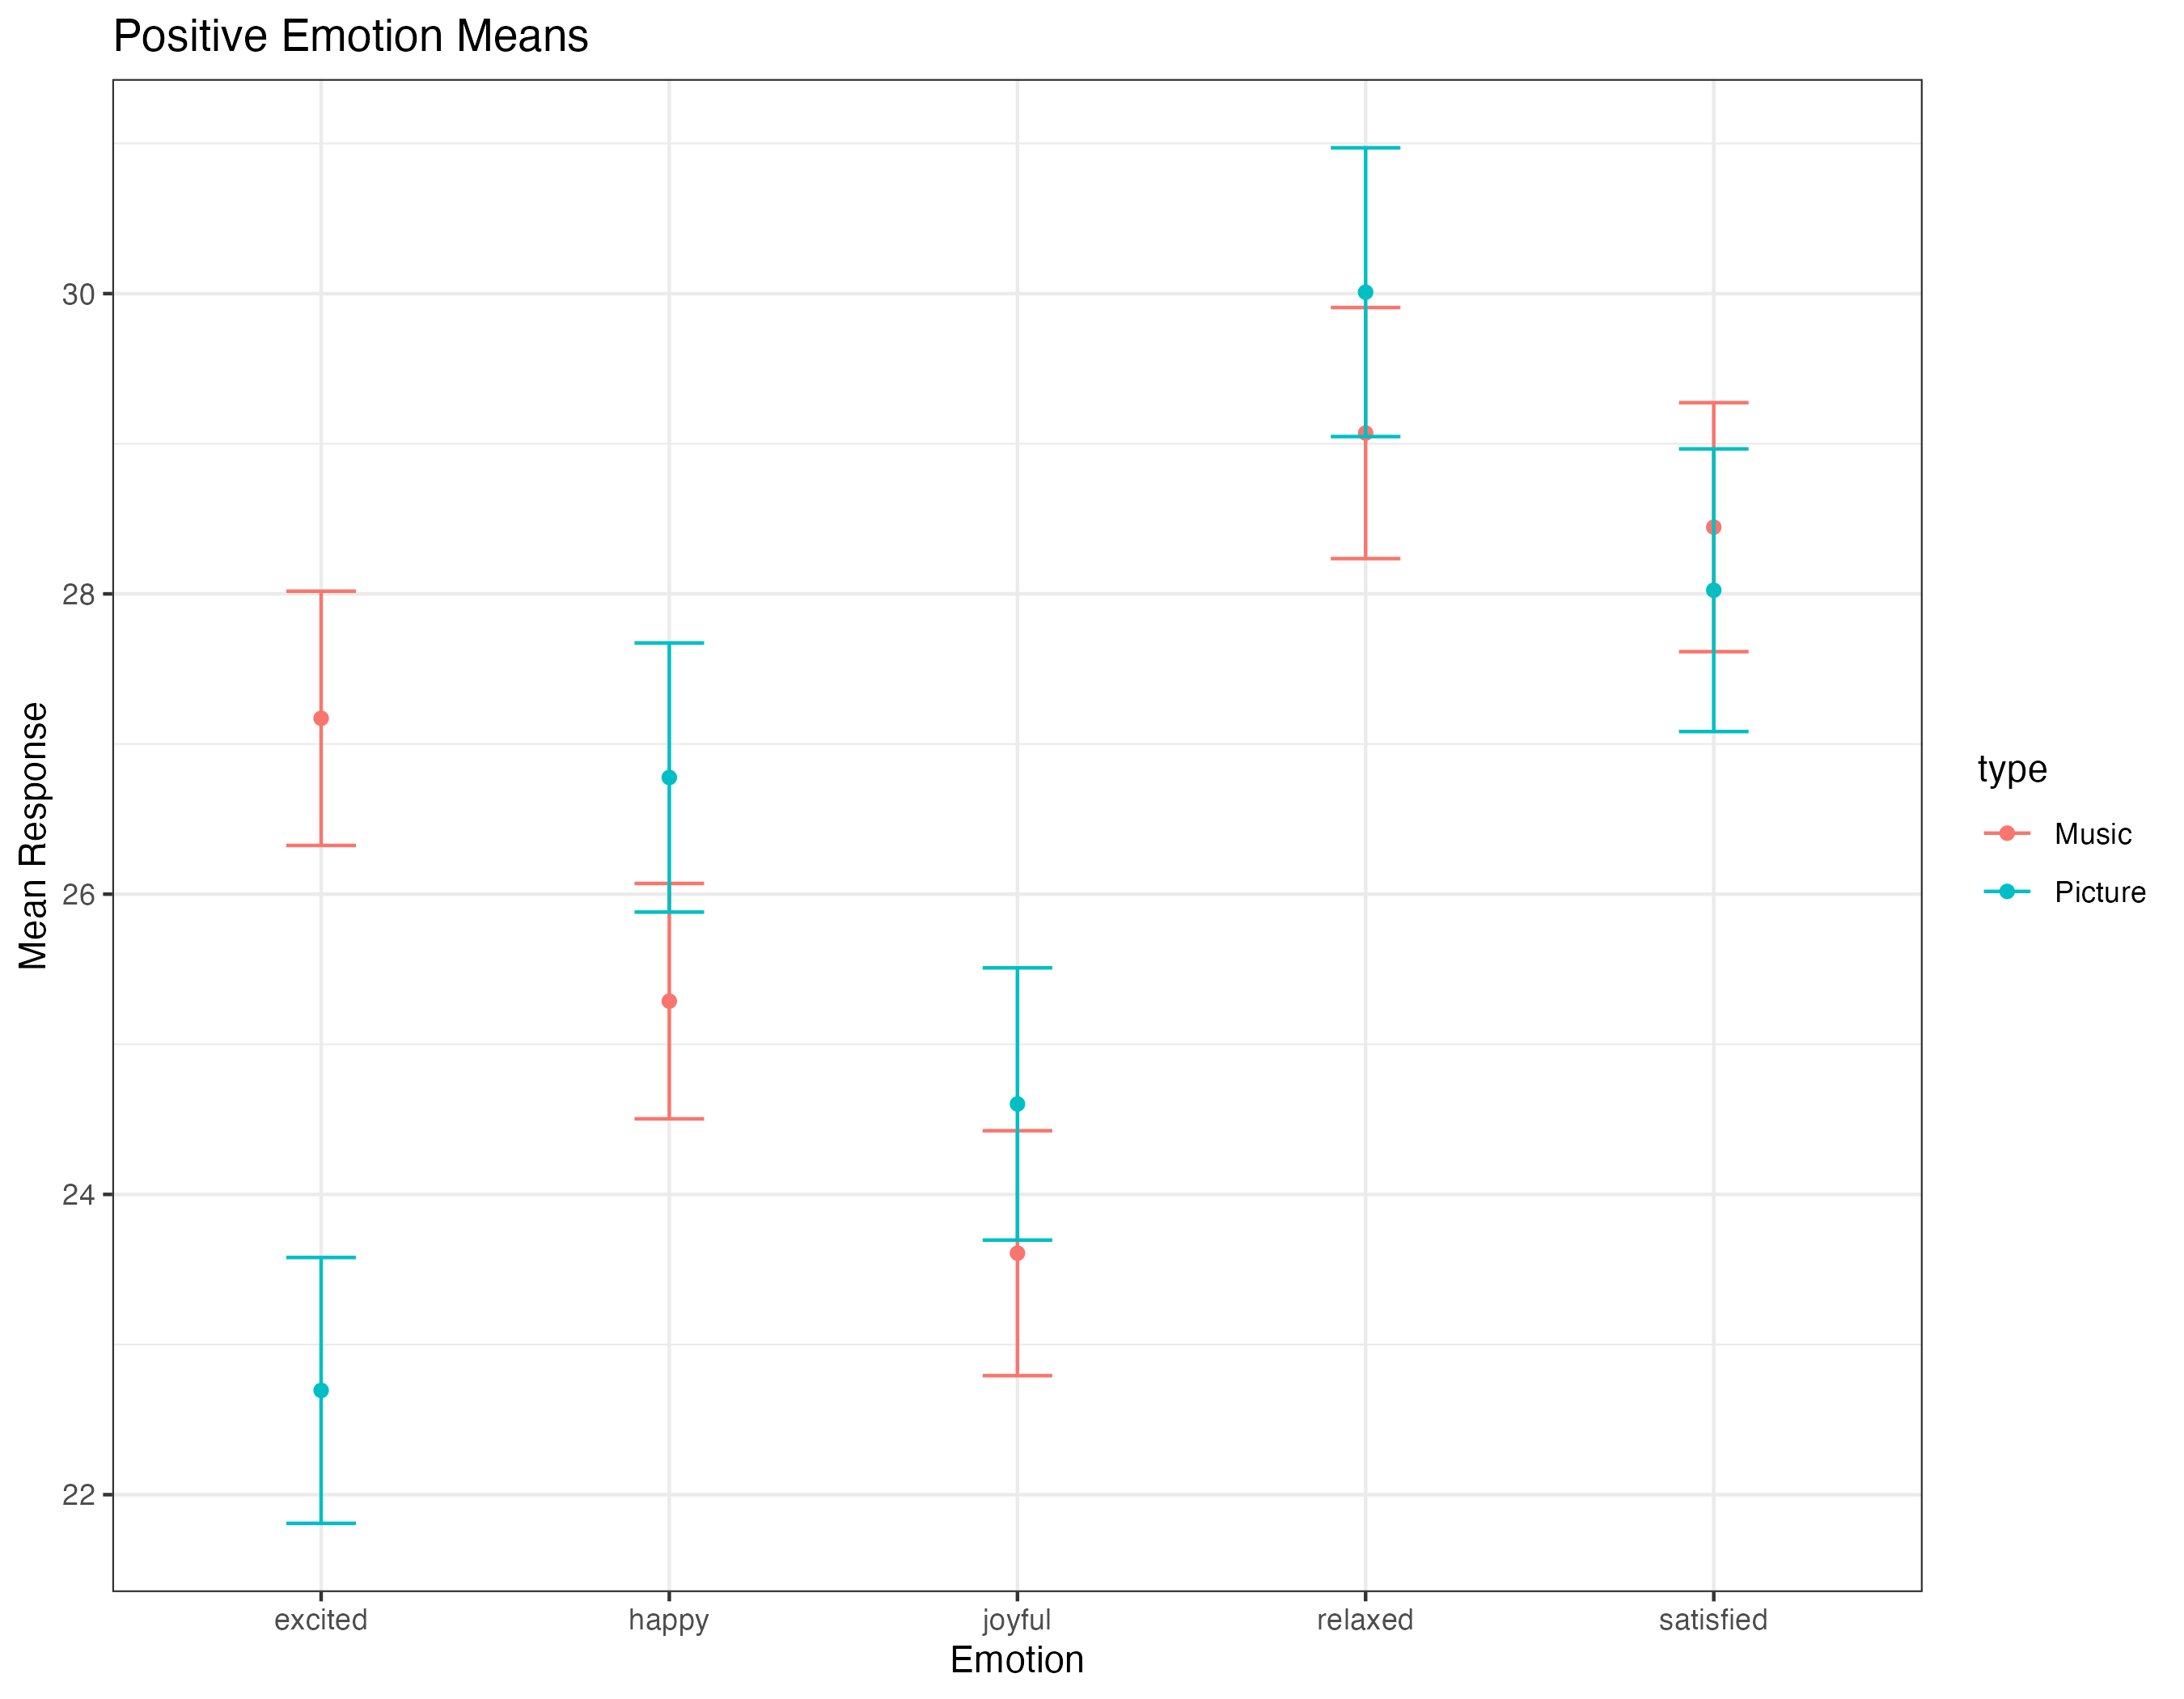 Positive Emotion Means
Mean Response
30
28
26
24
22
excited
happy
joyful
relaxed
satisfied
Emotion
type
Music
Picture